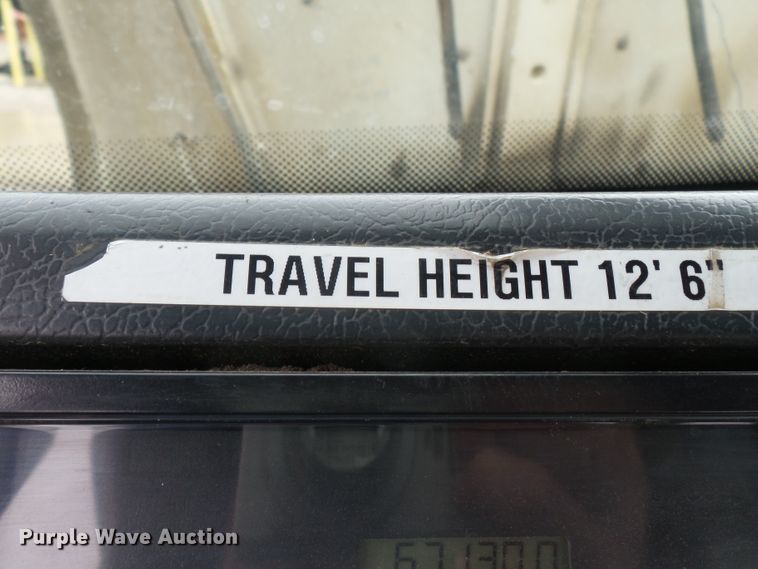 TRAVEL HEIGHT 12' 6"
Purple Wave Auction